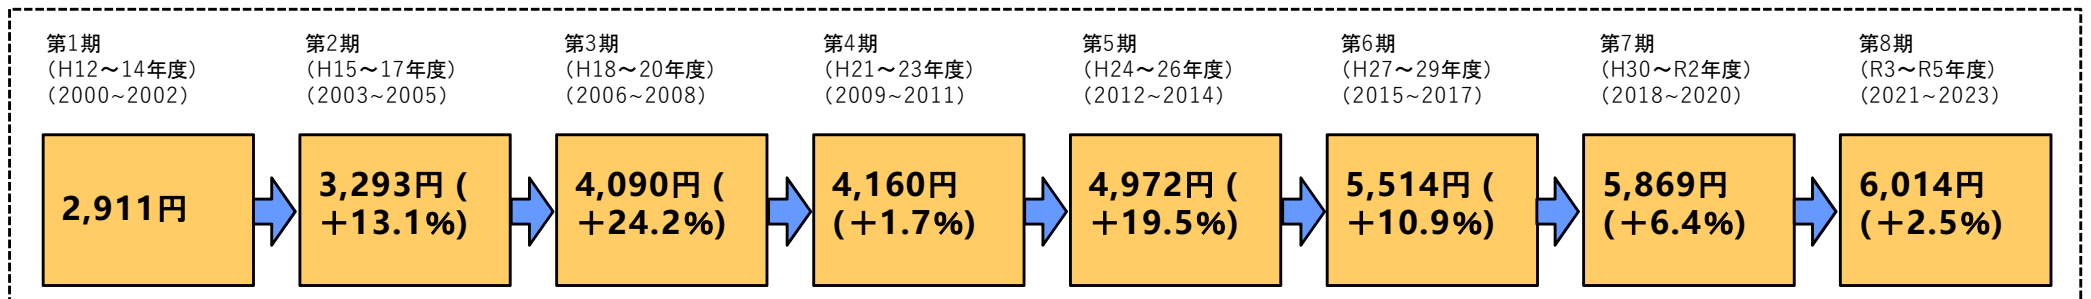 第1期
（H12～14年度）
（2000~2002）
2,911円
第2期
（H15～17年度）
（2003~2005）
3,293円 (
＋13.1%)
第3期
（H18～20年度）
（2006~2008）
4,090円 (
＋24.2%)
第4期
（H21～23年度）
（2009~2011）
4,160円
(＋1.7%)
第5期
（H24～26年度）
（2012~2014）
4,972円 (
＋19.5%)
第6期
（H27～29年度）
（2015~2017）
5,514円 (
＋10.9%)
第7期
（H30～R2年度）
（2018~2020）
5,869円
(＋6.4%)
第8期
（R3～R5年度）
（2021~2023）
6,014円
(＋2.5%)